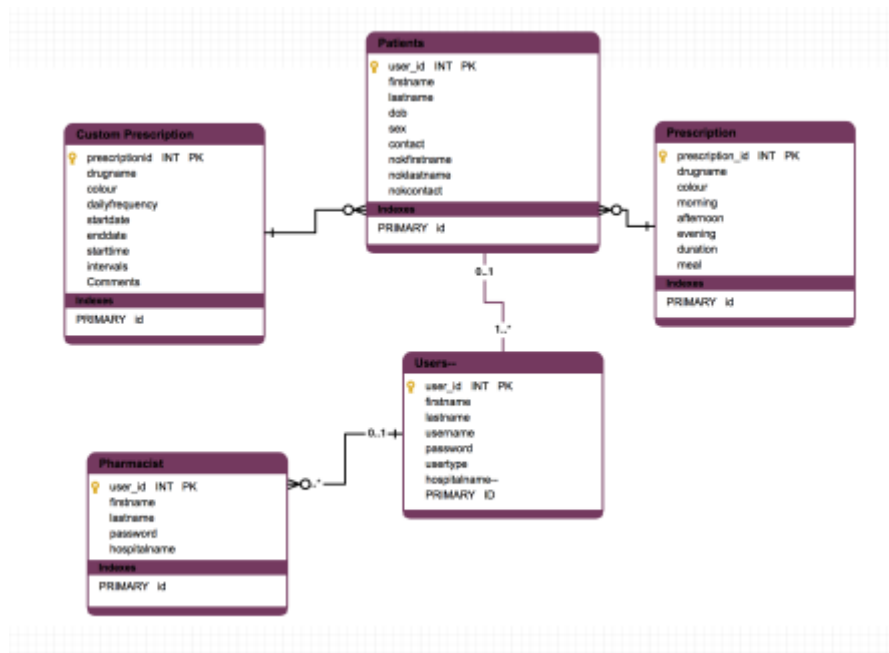 Patients
user_id INT PK
firstname
lastname
dob
sex
contact
nokfirstname
noklastname
nokcontact
Indexes
PRIMARY id
Custom Prescription
prescriptionid INT PK
drugname
colour
dailyfrequency
startdate
enddate
starttime
intervals
Comments
Indexes
PRIMARY id
Prescription
prescription_id INT PK
drugname
colour
morning
afternoon
evening
duration
meal
Indexes
PRIMARY id
0..1
1..*
Users--
user_id INT PK
firstname
lastname
username
password
usertype
hospitalname--
PRIMARY ID
0..1
0..*
Pharmacist
user_id INT PK
firstname
lastname
password
hospitalname
Indexes
PRIMARY id